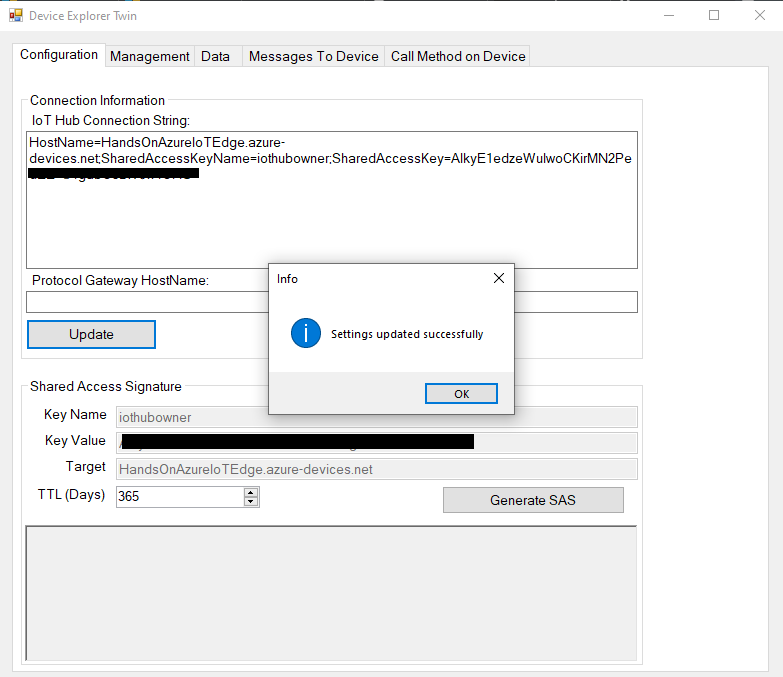 Device Explorer Twin
Configuration Management Data Messages To Device Call Method on Device
Connection Information
IoT Hub Connection String:
HostName=HandsOnAzureIoTEdge.azure-
devices.net;SharedAccessKeyName=iothubowner;SharedAccessKey=AlkyE1edzeWulwoCKirMN2Pe
Protocol Gateway HostName:
Info
Settings updated successfully
OK
Update
Shared Access Signature
Key Name iothubowner
Key Value
Target HandsOnAzureIoTEdge.azure-devices.net
TTL (Days) 365
Generate SAS